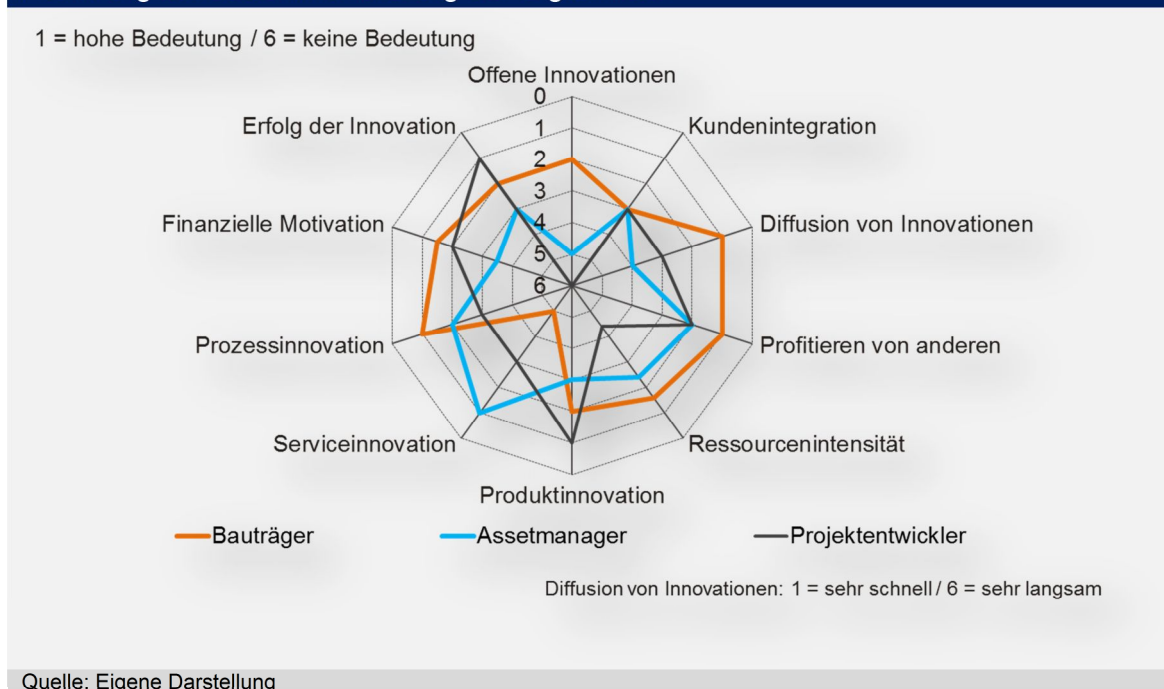 1 = hohe Bedeutung / 6 = keine Bedeutung
Offene Innovationen
0
1
2
3
4
5
6
Erfolg der Innovation
Kundenintegration
Finanzielle Motivation
Diffusion von Innovationen
Prozessinnovation
Profitieren von anderen
Serviceinnovation
Ressourcenintensität
Produktinnovation
Bauträger
Assetmanager
Projektentwickler
Diffusion von Innovationen: 1 = sehr schnell / 6 = sehr langsam
Quelle: Eigene Darstellung